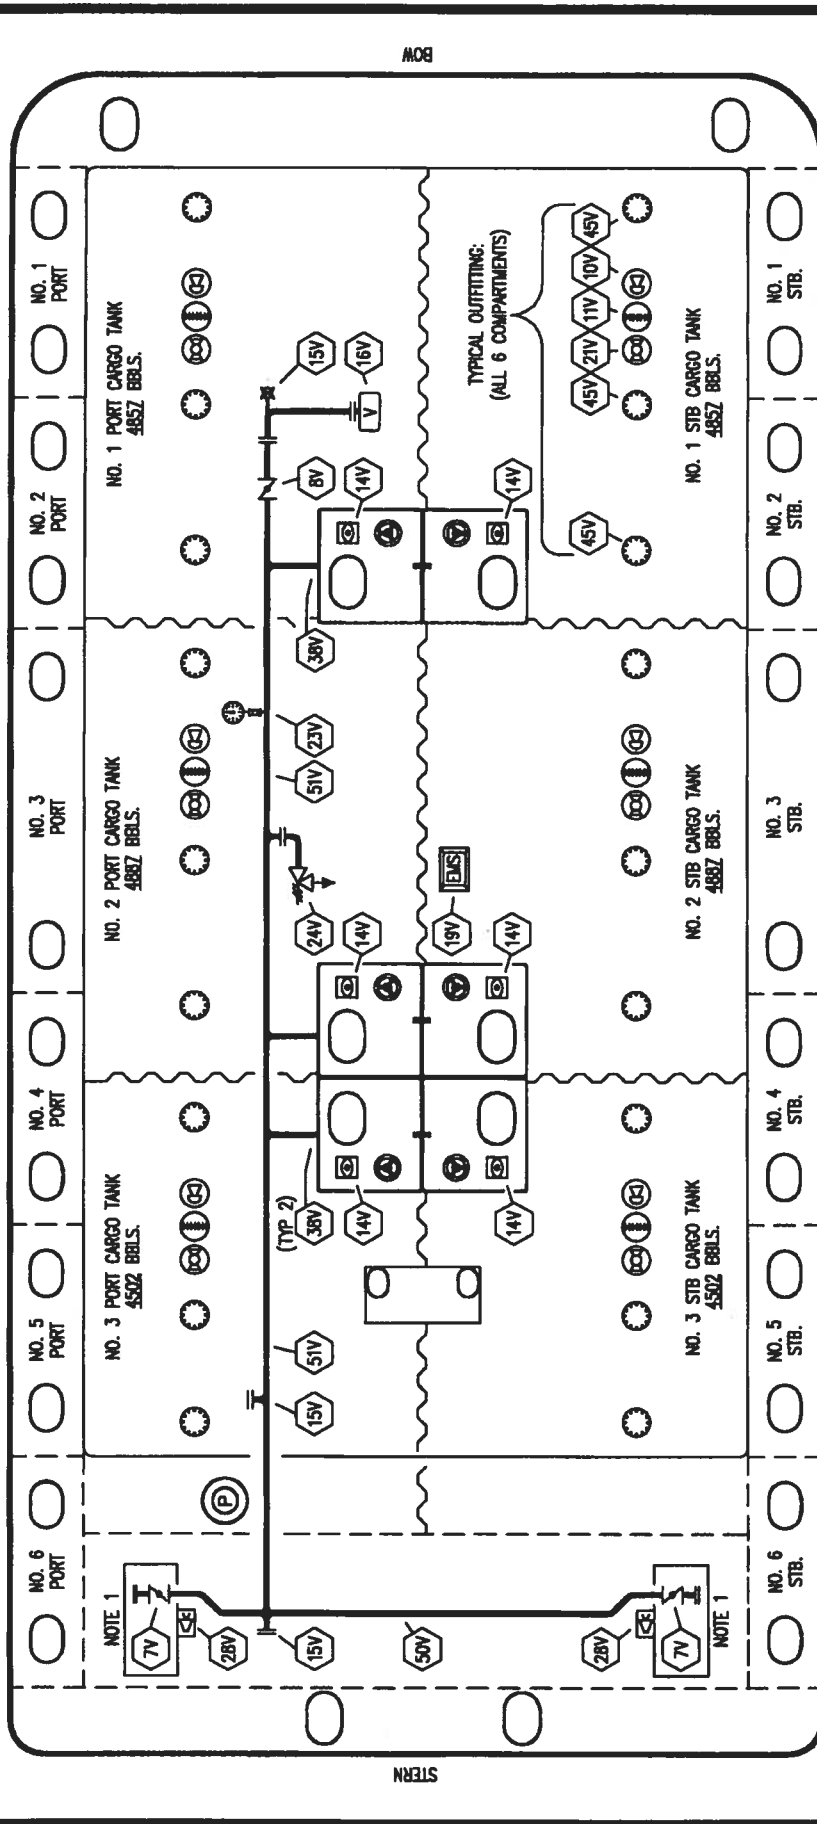 BOW
NO. 1
PORT
NO. 2
PORT
NO. 3
PORT
NO. 4
PORT
NO. 5
PORT
NO. 6
PORT
NO. 1 PORT CARGO TANK
4857 BBLS.
NO. 2 PORT CARGO TANK
4887 BBLS.
NO. 3 PORT CARGO TANK
4502 BBLS.
15V
16V
V
8V
14V
14V
38V
23V
51V
24V
14V
19V
EMS
14V
(TYP 2)
38V
14V
14V
51V
15V
P
NOTE 1
7V
28V
15V
50V
28V
7V
NOTE 1
TYPICAL OUTFITTING:
(ALL 6 COMPARTMENTS)
45V
10V
11V
21V
45V
45V
NO. 1 STB CARGO TANK
4857 BBLS.
NO. 2 STB CARGO TANK
4887 BBLS.
NO. 3 STB CARGO TANK
4502 BBLS.
NO. 1
STB.
NO. 2
STB.
NO. 3
STB.
NO. 4
STB.
NO. 5
STB.
NO. 6
STB.
STERN